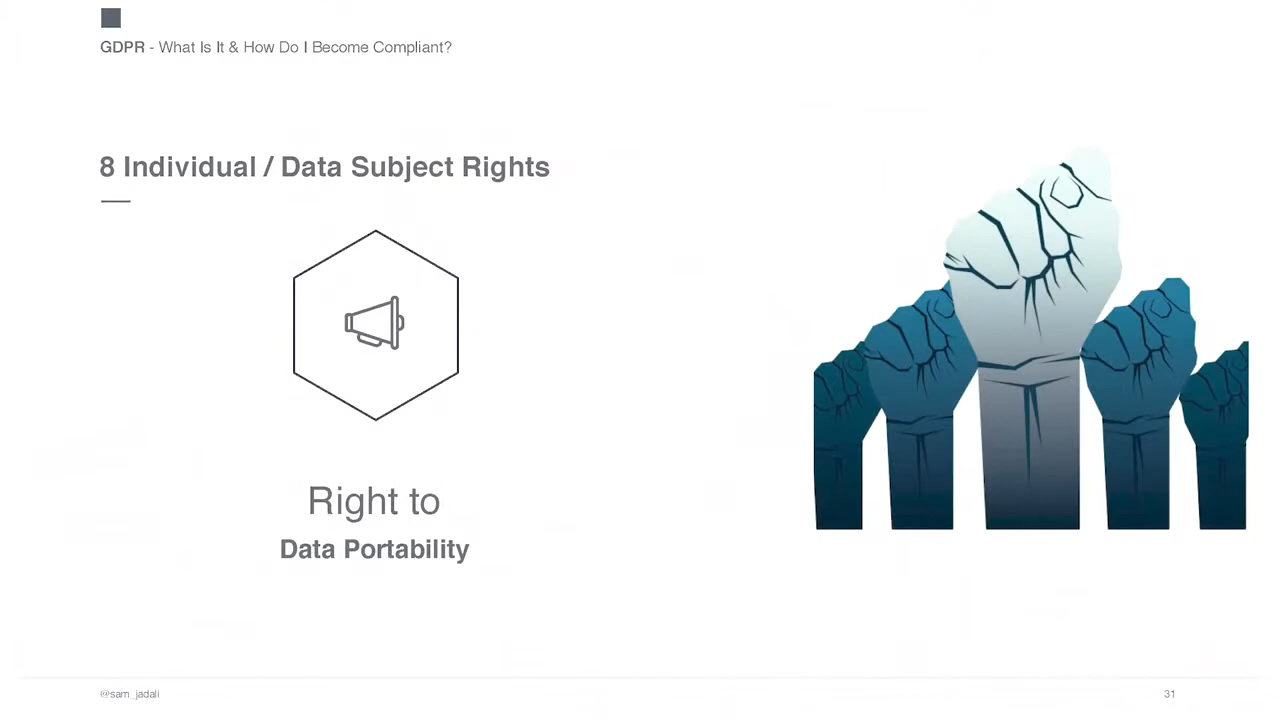 GDPR - What Is It & How Do I Become Compliant?
8 Individual / Data Subject Rights
Right to
Data Portability
@sam_jadali
31